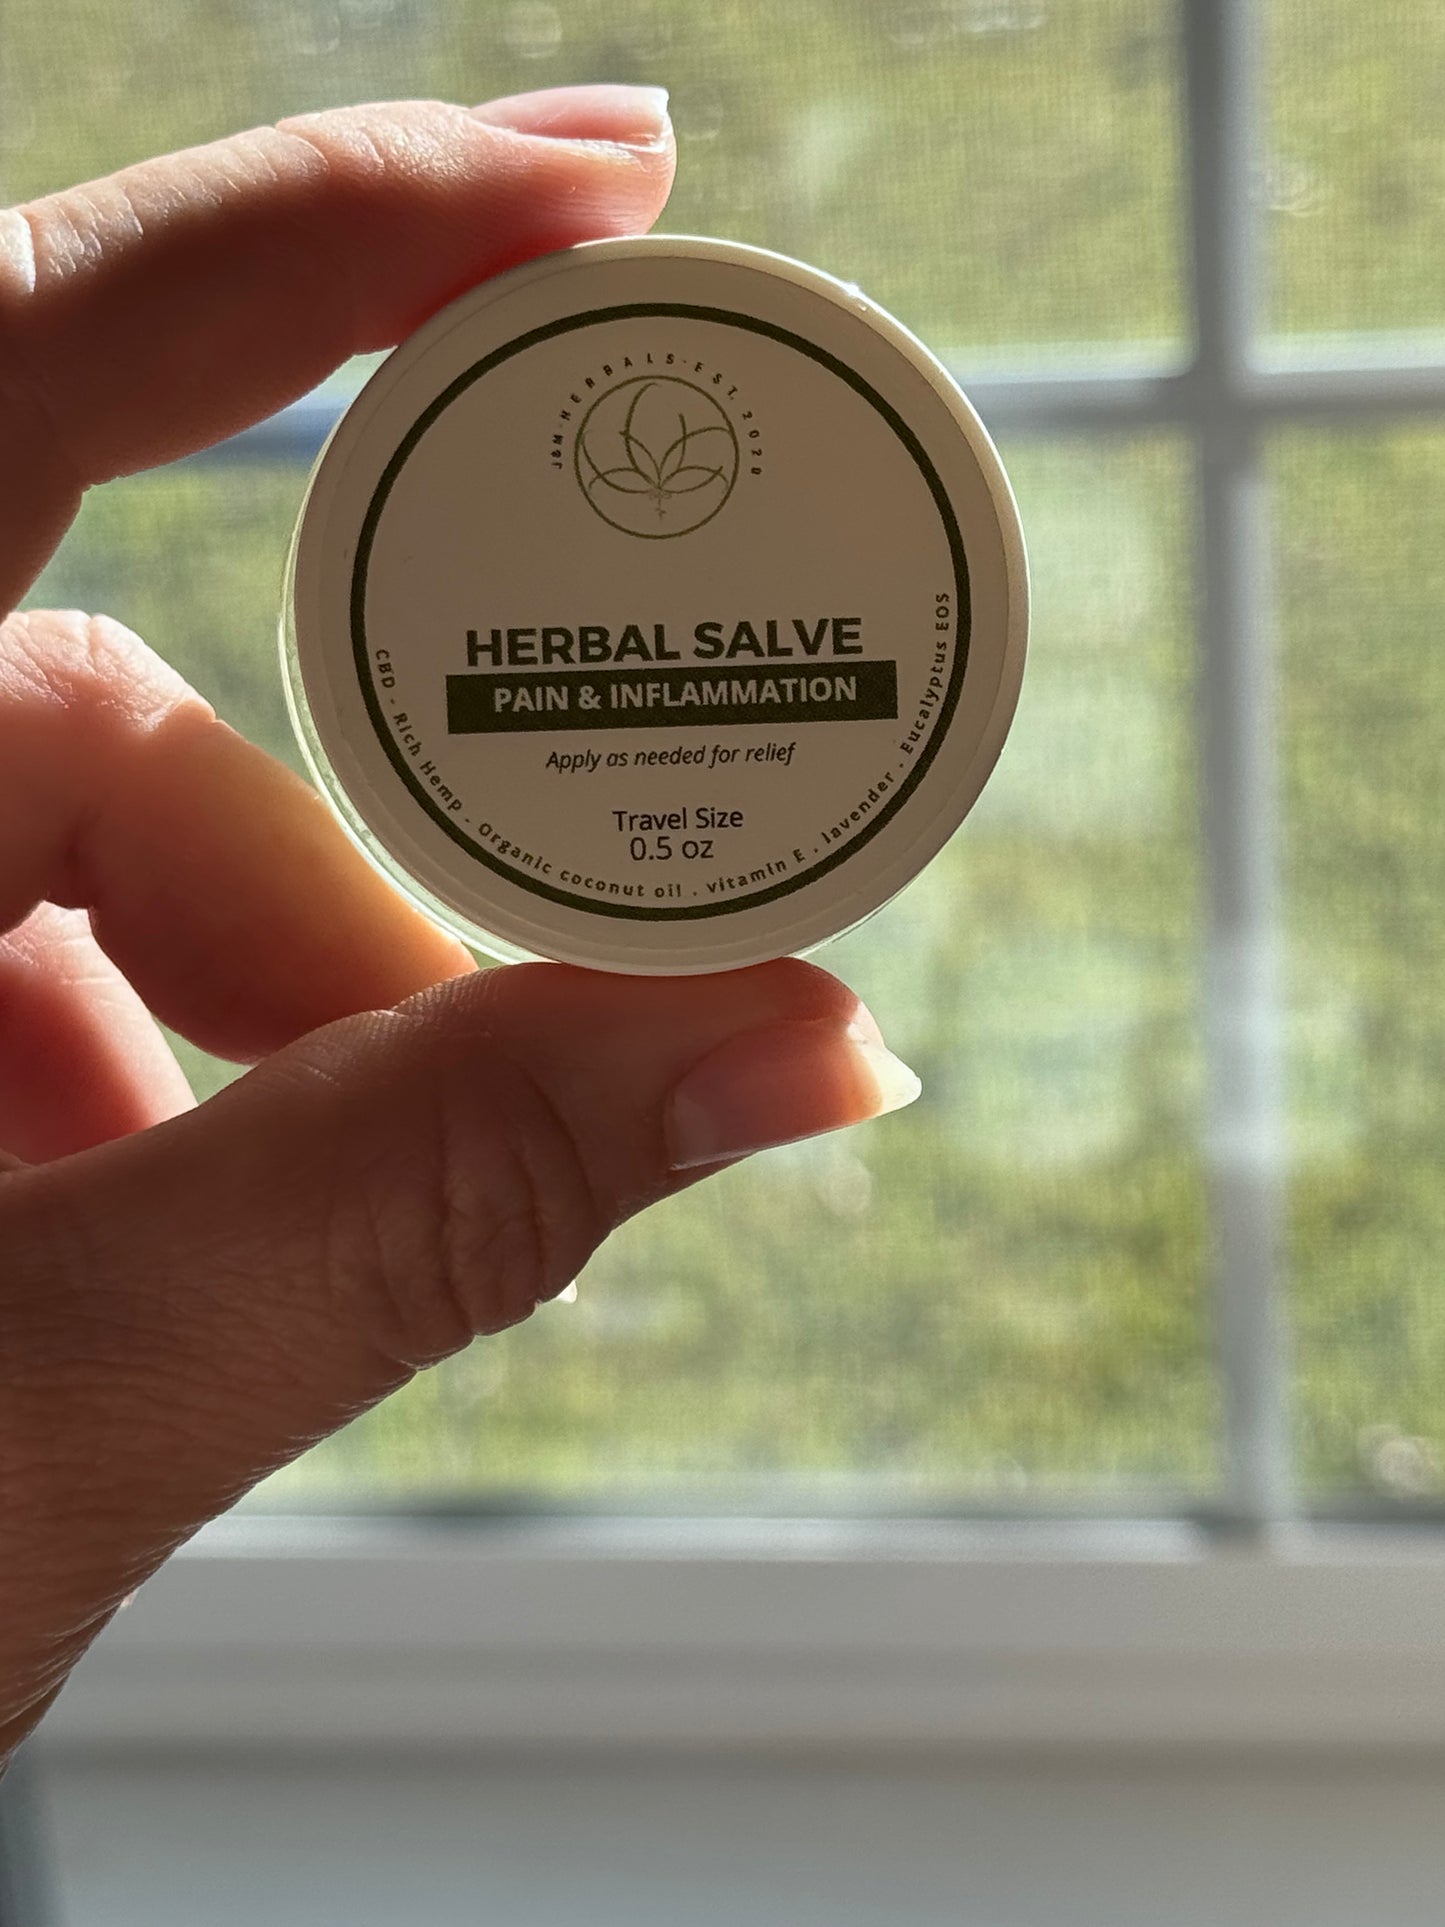 J&M·HERBALS·EST. 2020
HERBAL SALVE
PAIN & INFLAMMATION
Apply as needed for relief
Travel Size
0.5 oz
CBD - Rich Hemp - Organic coconut oil . vitamin E . lavender . Eucalyptus EOS